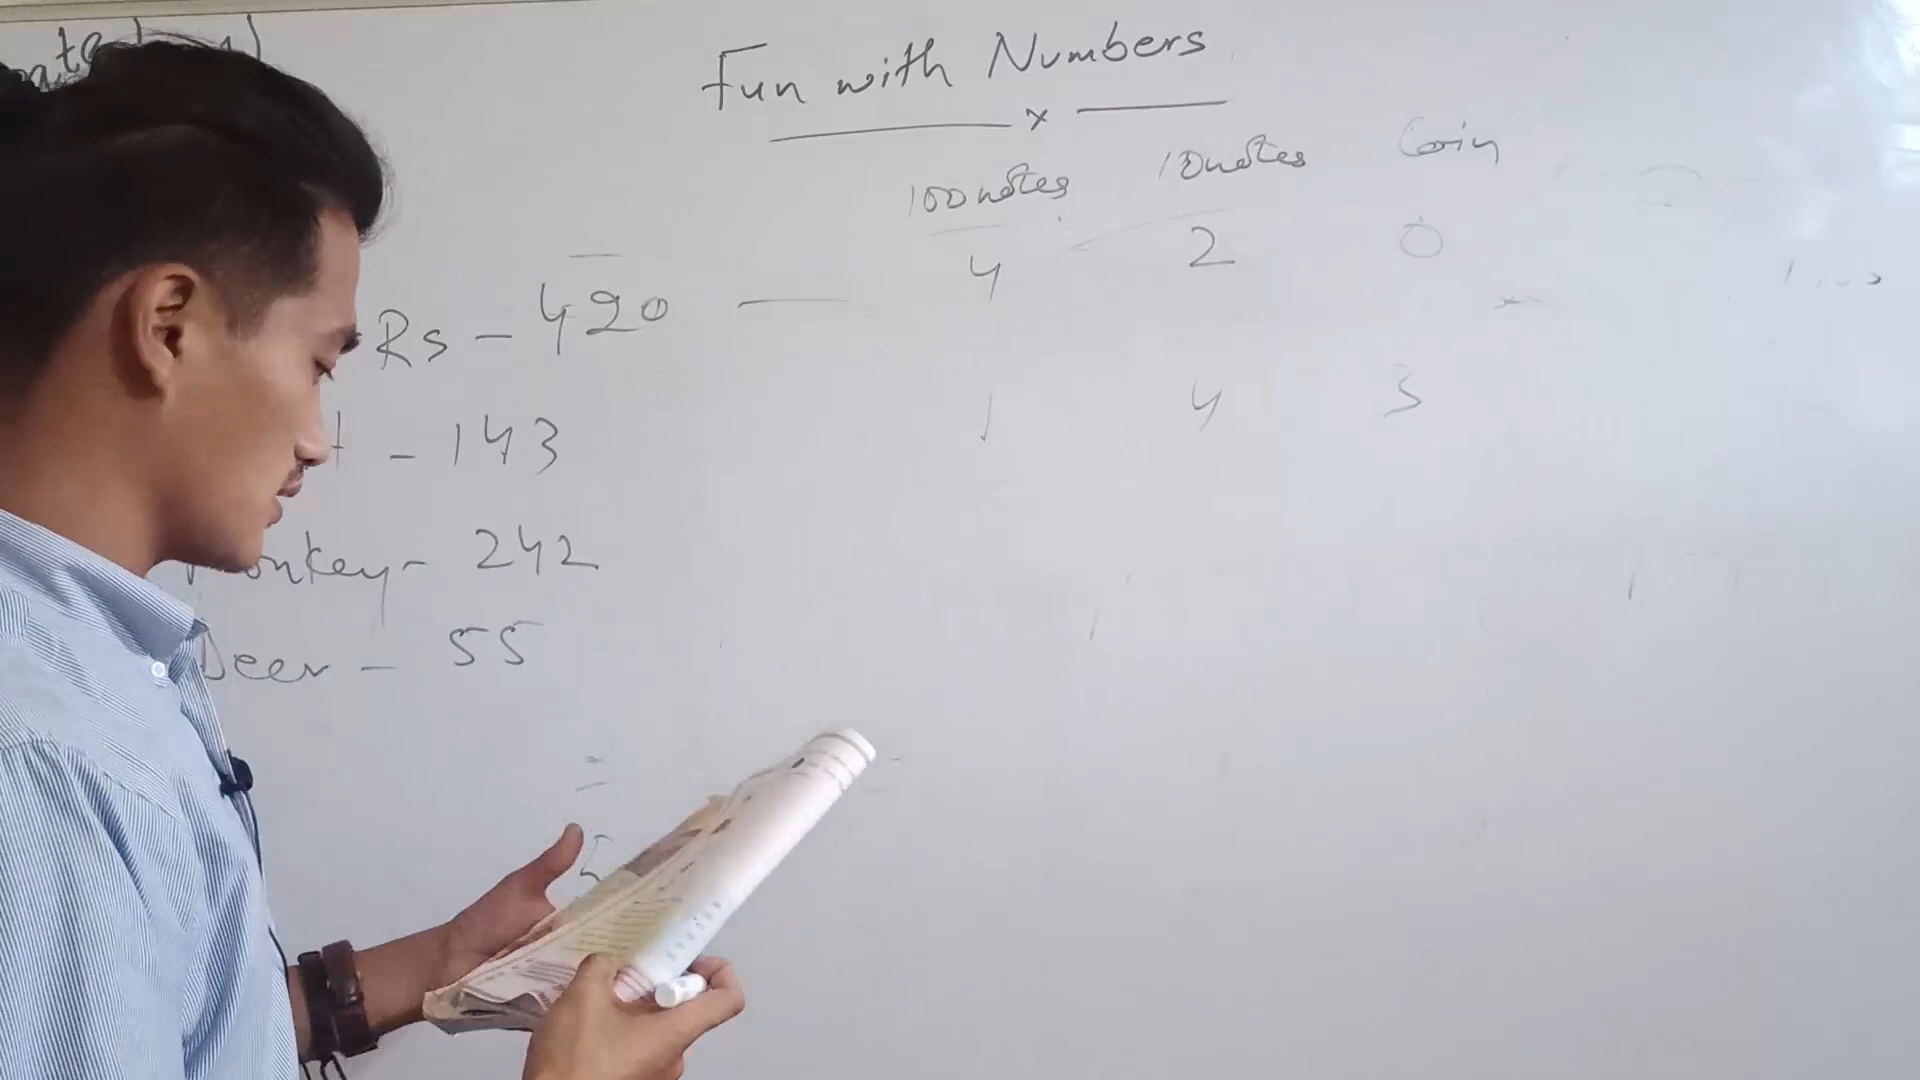 Fun with Numbers
x
100 notes 10 notes Coin
Rs - 420 — 4 2 0
- 143 1 4 3
onkey - 242
Deer - 55
=
5